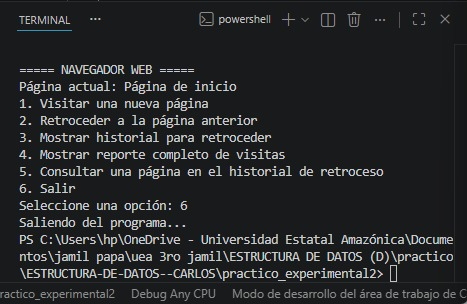 TERMINAL ... powershell
===== NAVEGADOR WEB =====
Página actual: Página de inicio
1. Visitar una nueva página
2. Retroceder a la página anterior
3. Mostrar historial para retroceder
4. Mostrar reporte completo de visitas
5. Consultar una página en el historial de retroceso
6. Salir
Seleccione una opción: 6
Saliendo del programa...
PS C:\Users\hp\OneDrive - Universidad Estatal Amazónica\Docume
ntos\jamil papa\uea 3ro jamil\ESTRUCTURA DE DATOS (D)\practico
\ESTRUCTURA-DE-DATOS--CARLOS\practico_experimental2>
practico_experimental2 Debug Any CPU Modo de desarrollo del área de trabajo de C